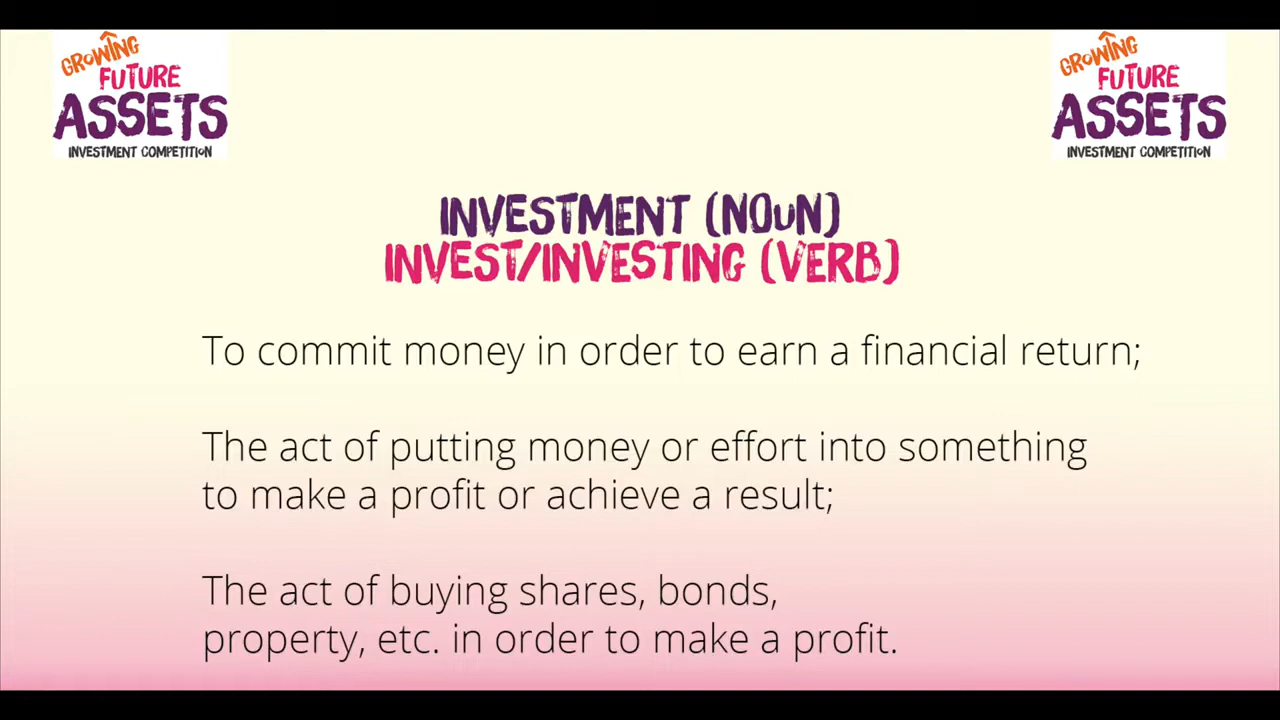 GROWING
FUTURE
ASSETS
INVESTMENT COMPETITION
GROWING
FUTURE
ASSETS
INVESTMENT COMPETITION
INVESTMENT (NOuN)
INVEST/INVESTING (VERB)
To commit money in order to earn a financial return;
The act of putting money or effort into something
to make a profit or achieve a result;
The act of buying shares, bonds,
property, etc. in order to make a profit.